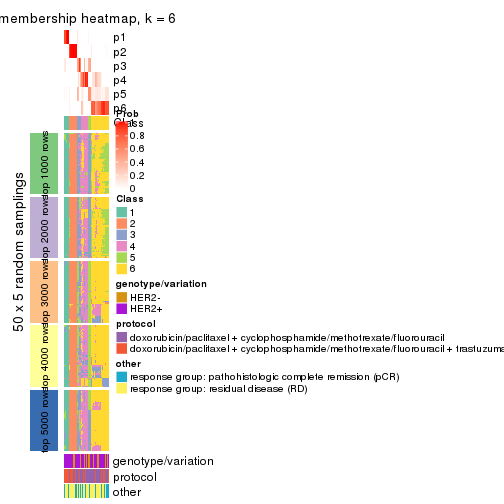 membership heatmap, k = 6
p1
p2
p3
p4
p5
p6
Class
Prob
1
0.8
0.6
0.4
0.2
0
Class
1
2
3
4
5
6
genotype/variation
HER2-
HER2+
protocol
doxorubicin/paclitaxel + cyclophosphamide/methotrexate/fluorouracil
doxorubicin/paclitaxel + cyclophosphamide/methotrexate/fluorouracil + trastuzuma
other
response group: pathohistologic complete remission (pCR)
response group: residual disease (RD)
50 x 5 random samplings
top 1000 rows
top 2000 rows
top 3000 rows
top 4000 rows
top 5000 rows
genotype/variation
protocol
other